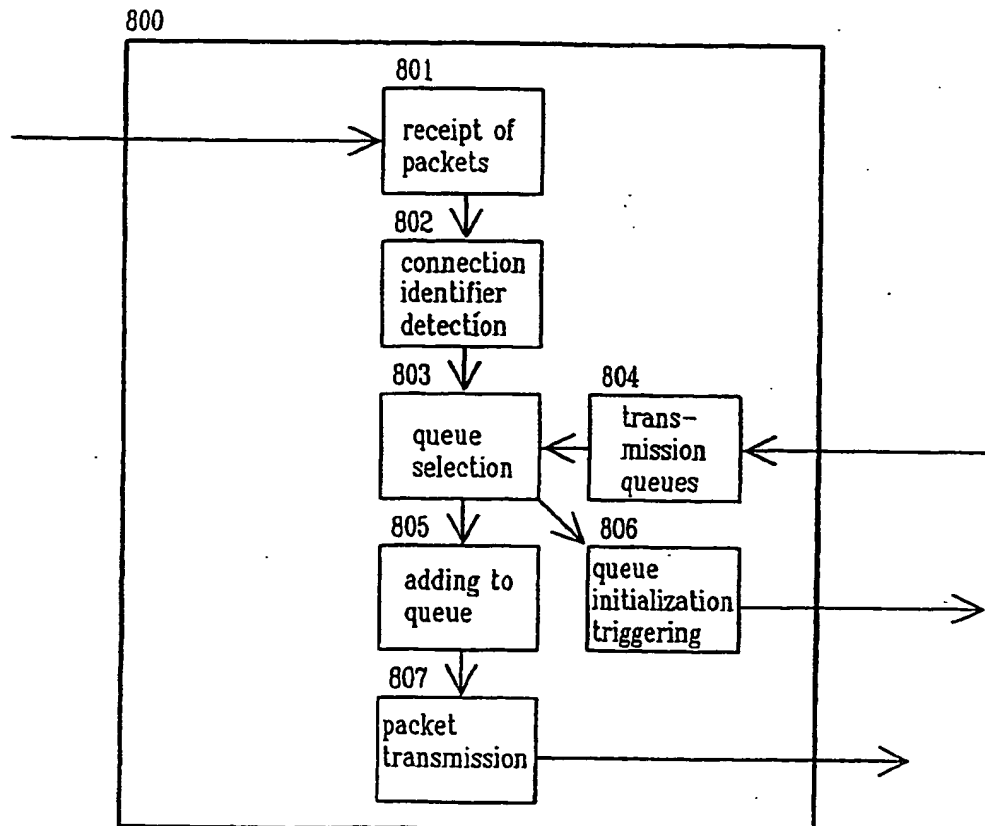 800
801
receipt of
packets
802
connection
identifier
detection
803
queue
selection
804
trans-
mission
queues
805
adding to
queue
806
queue
initialization
triggering
807
packet
transmission